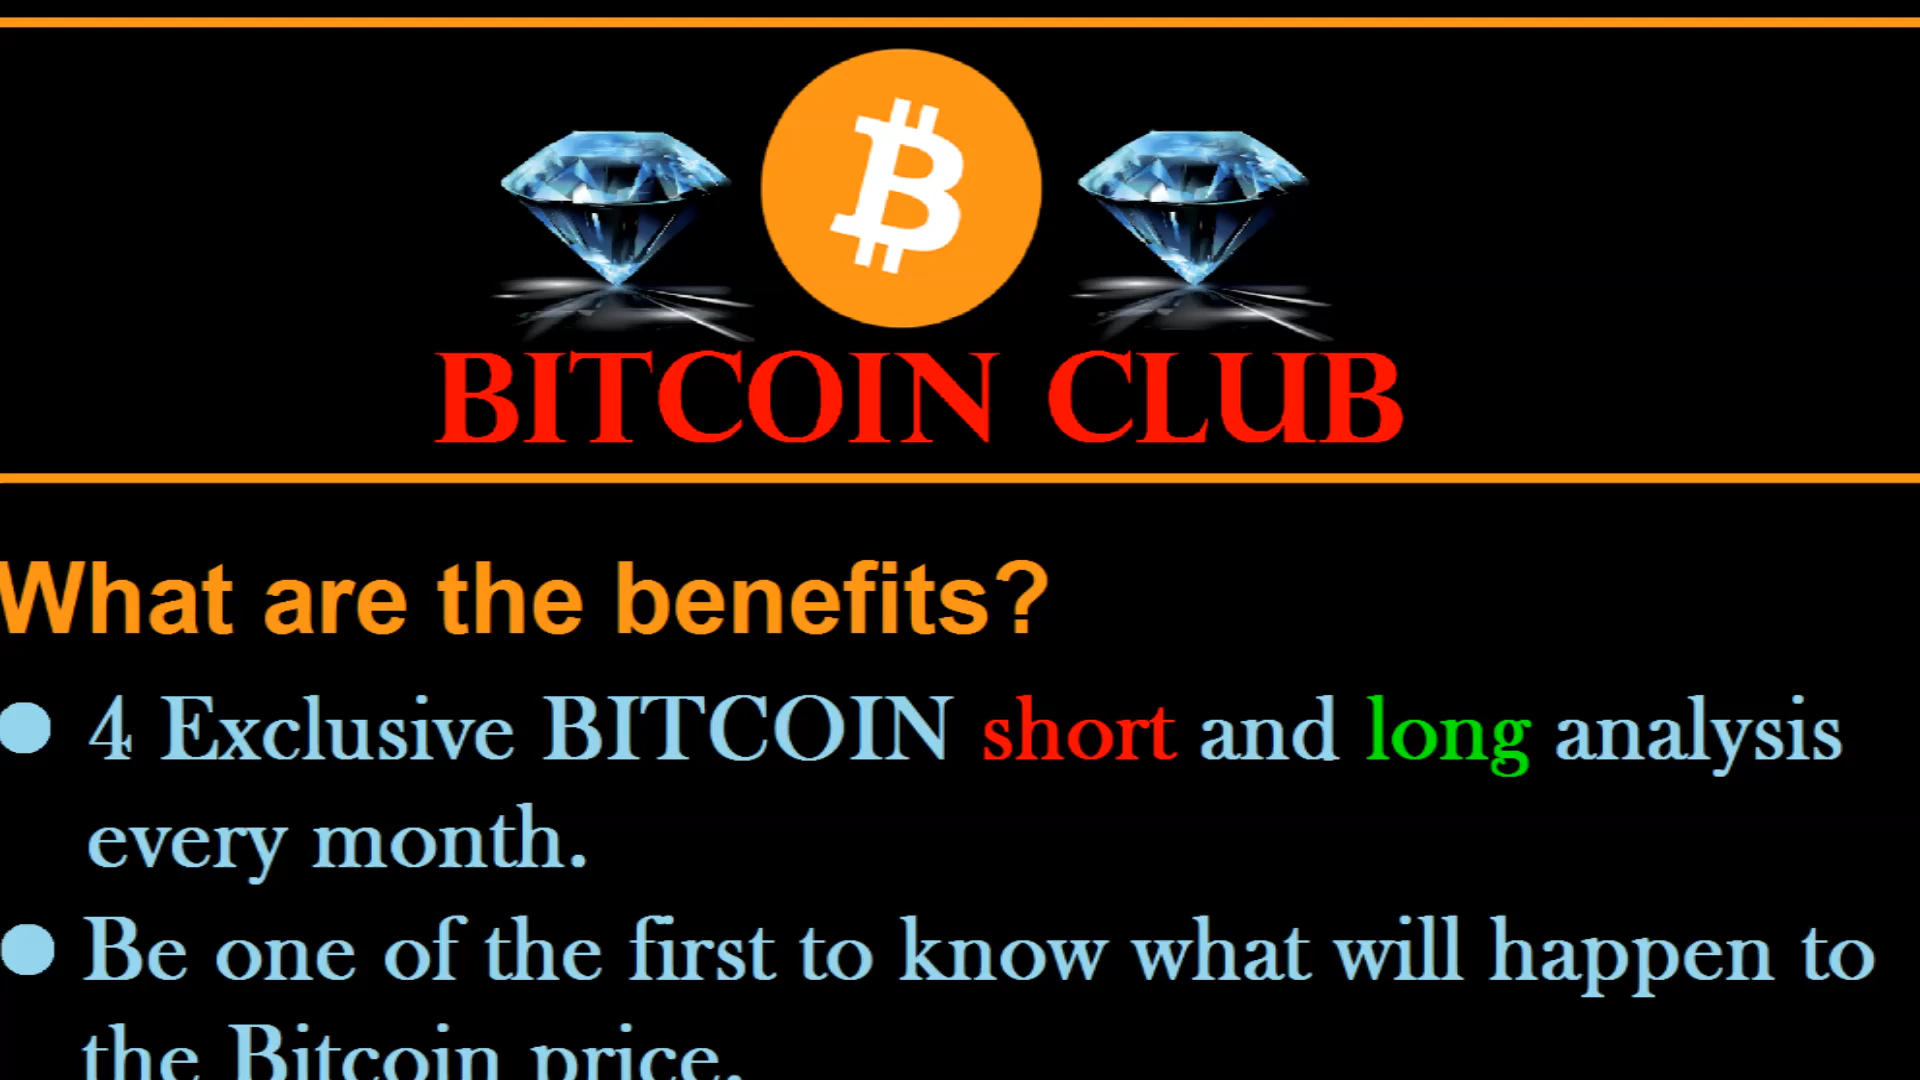 BITCOIN CLUB
What are the benefits?
4 Exclusive BITCOIN short and long analysis
every month.
Be one of the first to know what will happen to
the Bitcoin price.